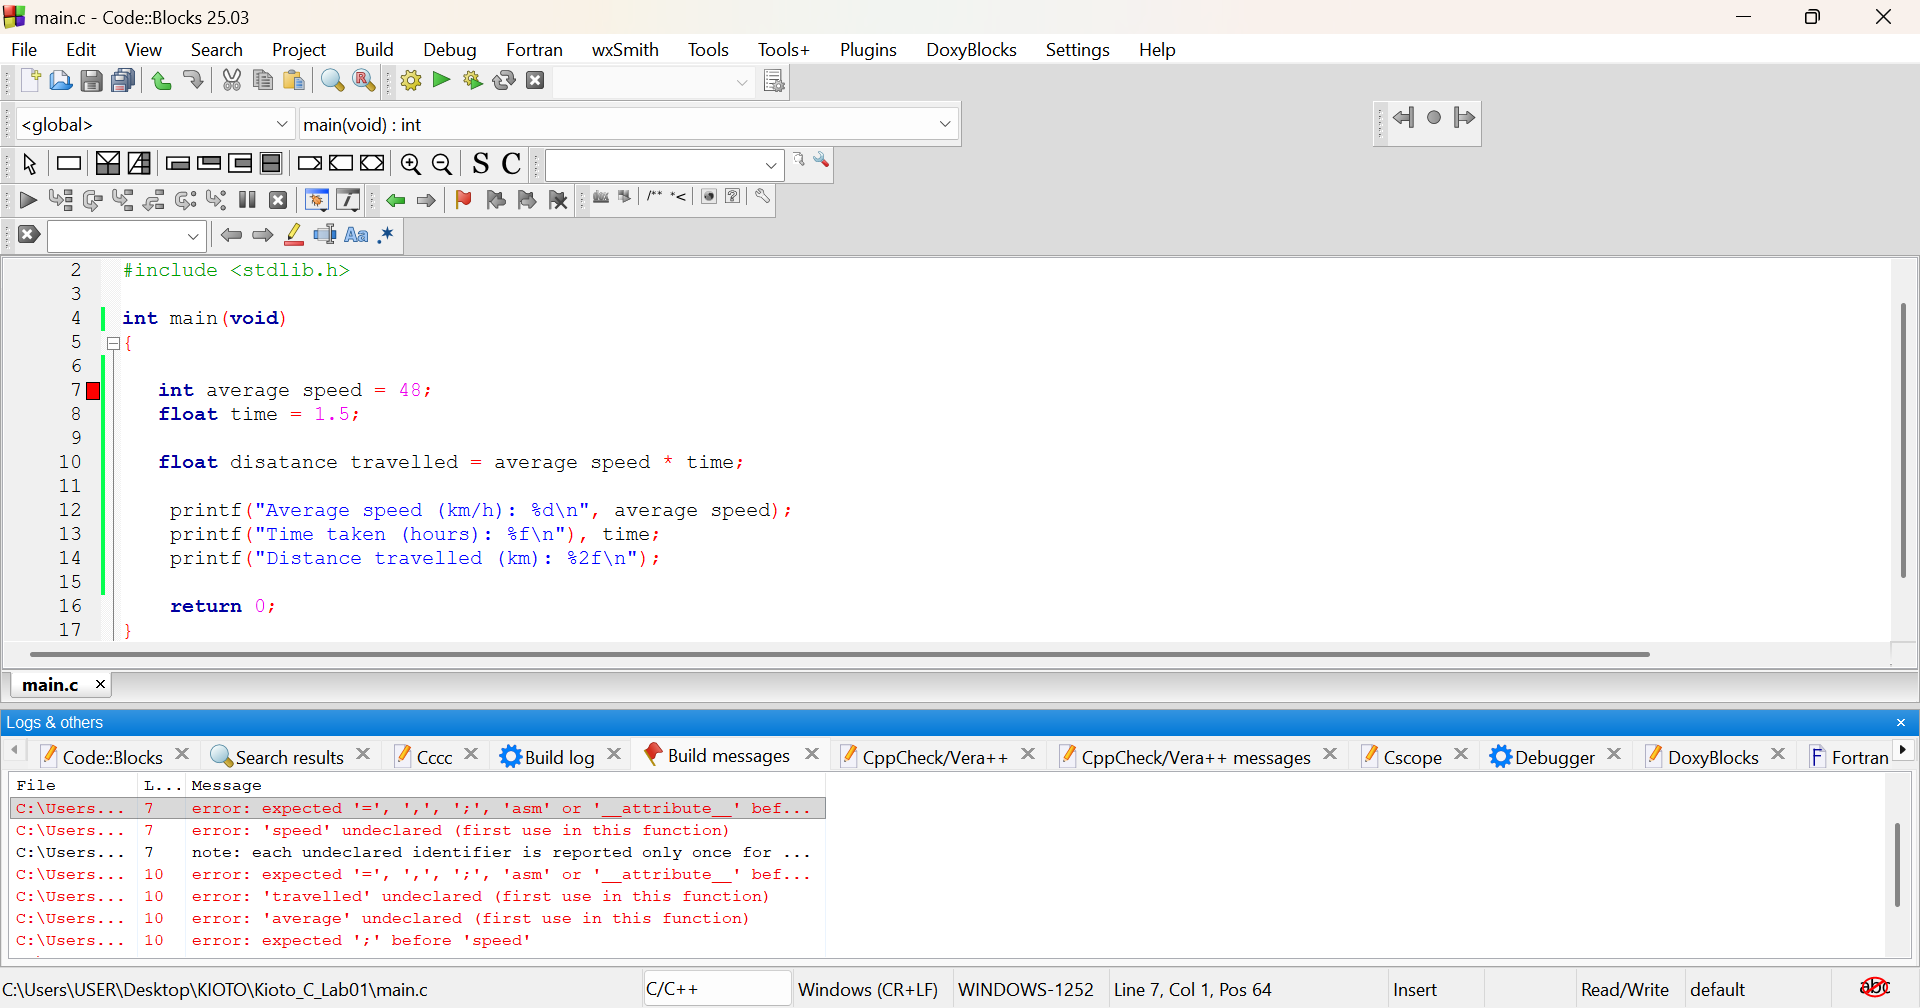 main.c - Code::Blocks 25.03
File Edit View Search Project Build Debug Fortran wxSmith Tools Tools+ Plugins DoxyBlocks Settings Help
<global> main(void) : int
S C
/** *<
Aa .*
2 #include <stdlib.h>
3
4 int main(void)
5 {
6
7 int average speed = 48;
8 float time = 1.5;
9
10 float disatance travelled = average speed * time;
11
12 printf("Average speed (km/h): %d\n", average speed);
13 printf("Time taken (hours): %f\n"), time;
14 printf("Distance travelled (km): %2f\n");
15
16 return 0;
17 }
main.c
Logs & others
Code::Blocks Search results Cccc Build log Build messages CppCheck/Vera++ CppCheck/Vera++ messages Cscope Debugger DoxyBlocks Fortran
File L... Message
C:\Users... 7 error: expected '=', ',', ';', 'asm' or '__attribute__' bef...
C:\Users... 7 error: 'speed' undeclared (first use in this function)
C:\Users... 7 note: each undeclared identifier is reported only once for ...
C:\Users... 10 error: expected '=', ',', ';', 'asm' or '__attribute__' bef...
C:\Users... 10 error: 'travelled' undeclared (first use in this function)
C:\Users... 10 error: 'average' undeclared (first use in this function)
C:\Users... 10 error: expected ';' before 'speed'
C:\Users\USER\Desktop\KIOTO\Kioto_C_Lab01\main.c C/C++ Windows (CR+LF) WINDOWS-1252 Line 7, Col 1, Pos 64 Insert Read/Write default abc